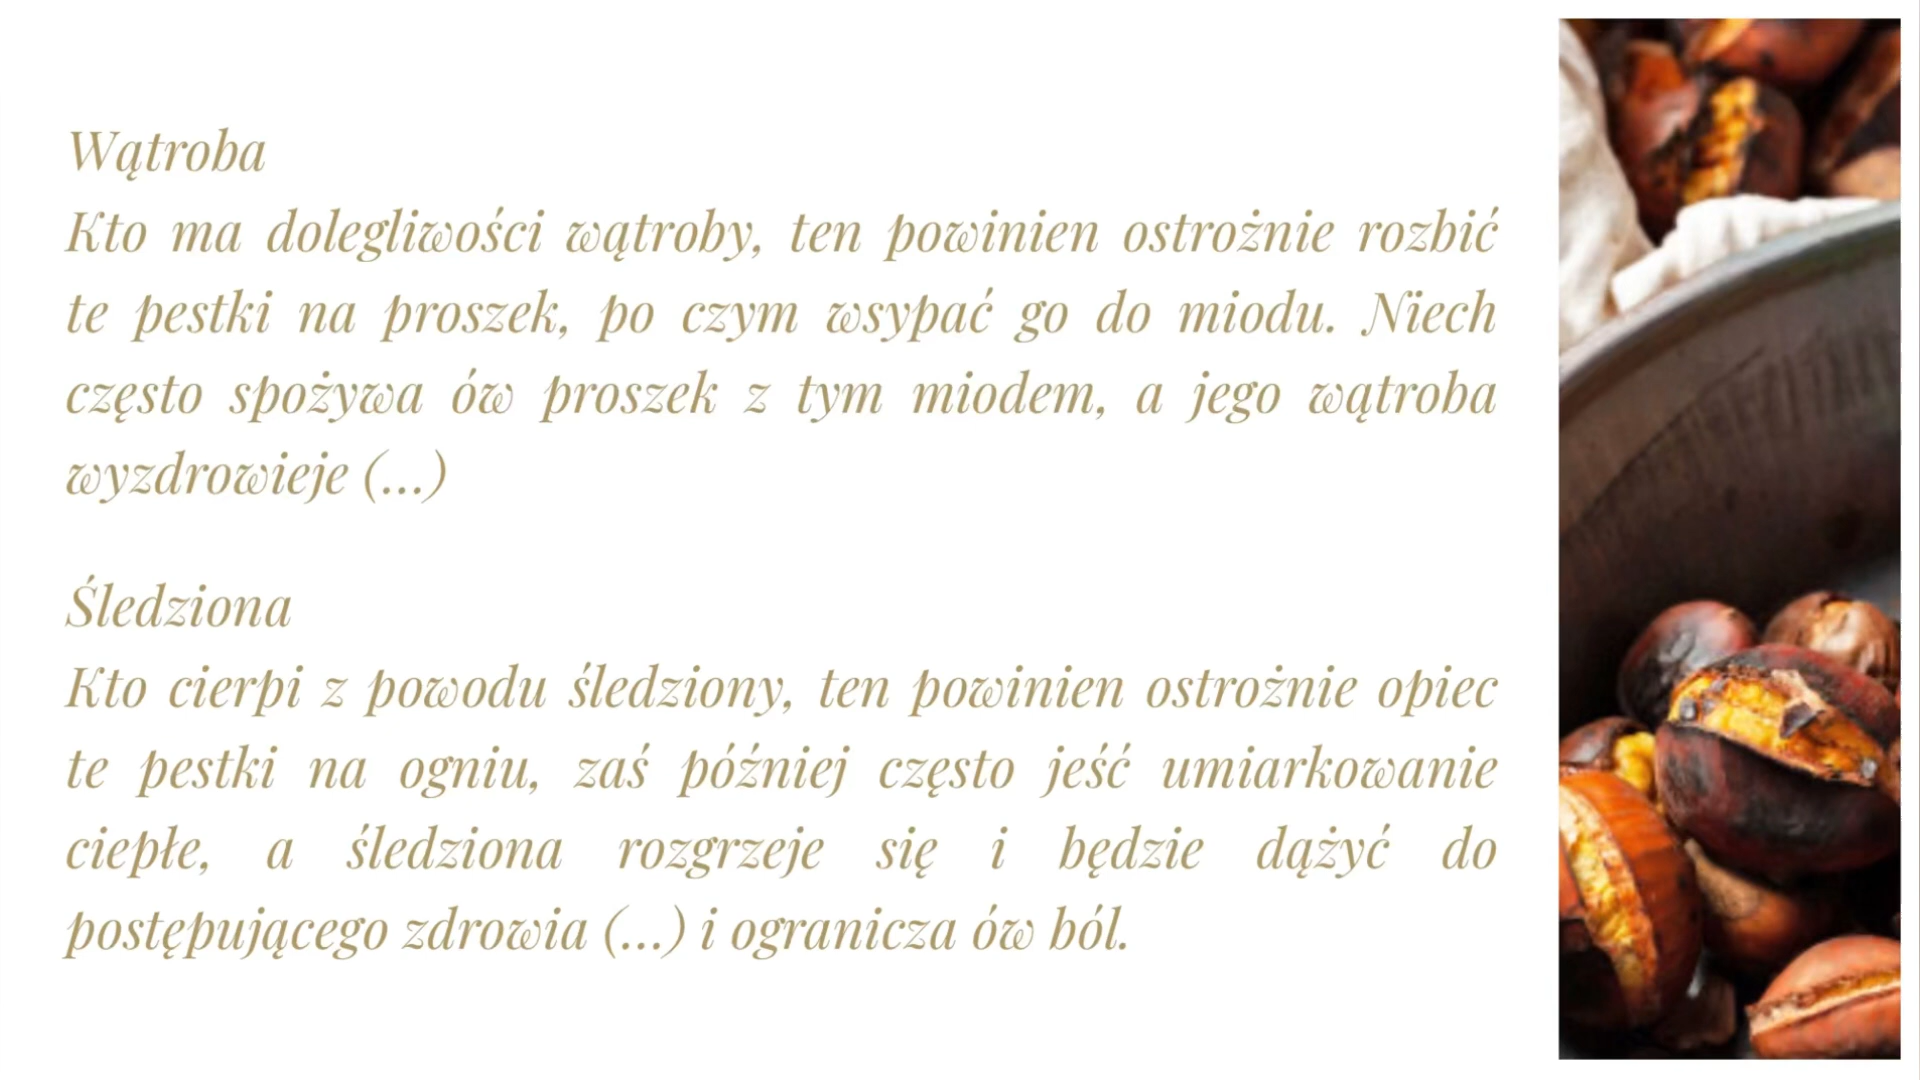 Wątroba
Kto ma dolegliwości wątroby, ten powinien ostrożnie rozbić
te pestki na proszek, po czym wsypać go do miodu. Niech
często spożywa ów proszek z tym miodem, a jego wątroba
wyzdrowieje (...)
Śledziona
Kto cierpi z powodu śledziony, ten powinien ostrożnie opiec
te pestki na ogniu, zaś później często jeść umiarkowanie
ciepłe, a śledziona rozgrzeje się i będzie dążyć do
postępującego zdrowia (...) i ogranicza ów ból.